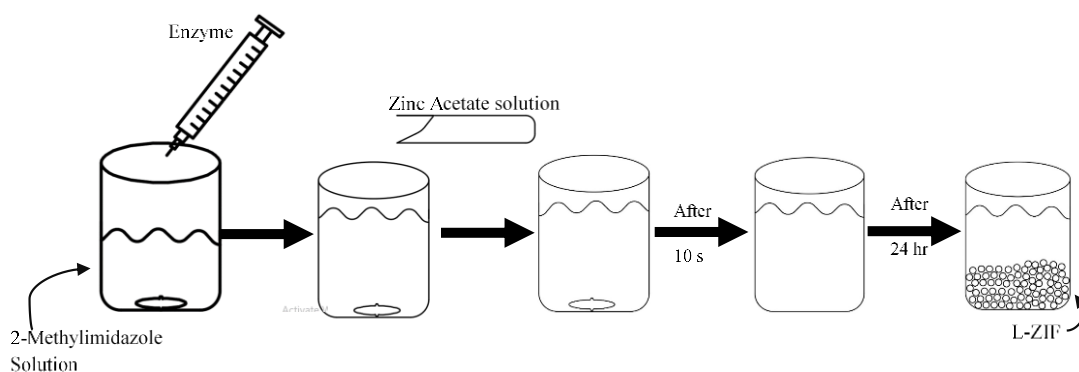 Enzyme
Zinc Acetate solution
After
10 s
After
24 hr
2-Methylimidazole
Solution
L-ZIF